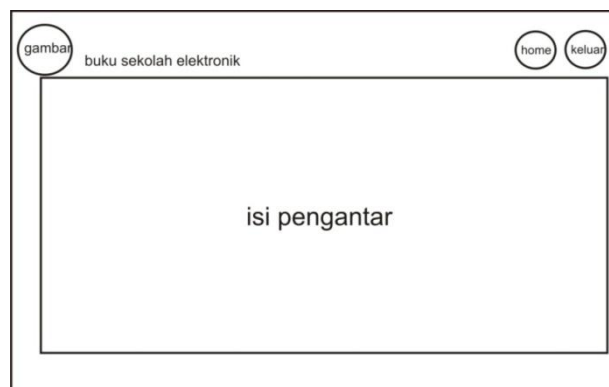 gambar
buku sekolah elektronik
home
keluar
isi pengantar